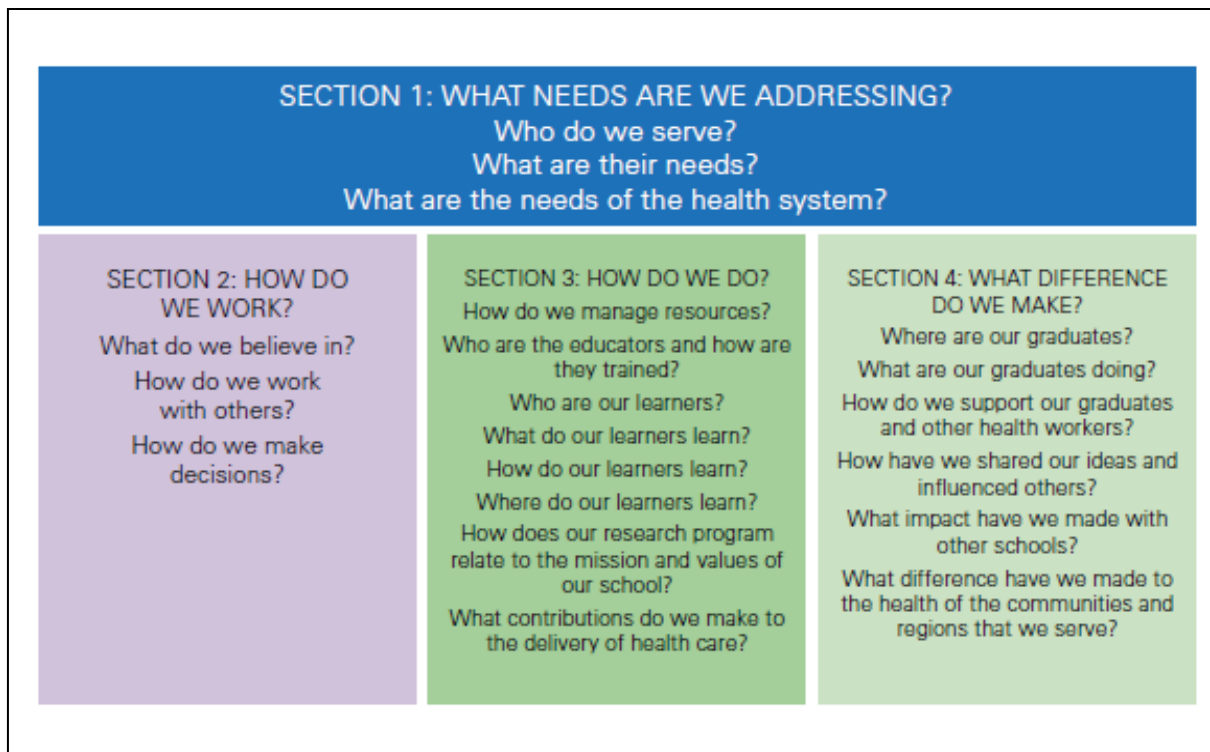 SECTION 1: WHAT NEEDS ARE WE ADDRESSING?
Who do we serve?
What are their needs?
What are the needs of the health system?
SECTION 2: HOW DO
WE WORK?
What do we believe in?
How do we work
with others?
How do we make
decisions?
SECTION 3: HOW DO WE DO?
How do we manage resources?
Who are the educators and how are
they trained?
Who are our learners?
What do our learners learn?
How do our learners learn?
Where do our learners learn?
How does our research program
relate to the mission and values of
our school?
What contributions do we make to
the delivery of health care?
SECTION 4: WHAT DIFFERENCE
DO WE MAKE?
Where are our graduates?
What are our graduates doing?
How do we support our graduates
and other health workers?
How have we shared our ideas and
influenced others?
What impact have we made with
other schools?
What difference have we made to
the health of the communities and
regions that we serve?